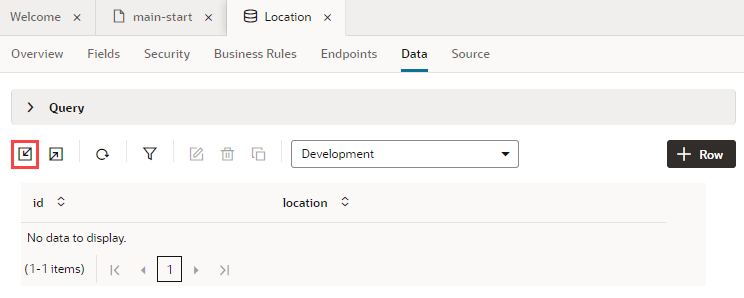 Welcome × main-start × Location ×
Overview Fields Security Business Rules Endpoints Data Source
Query
Development + Row
id location
No data to display.
(1-1 items) 1